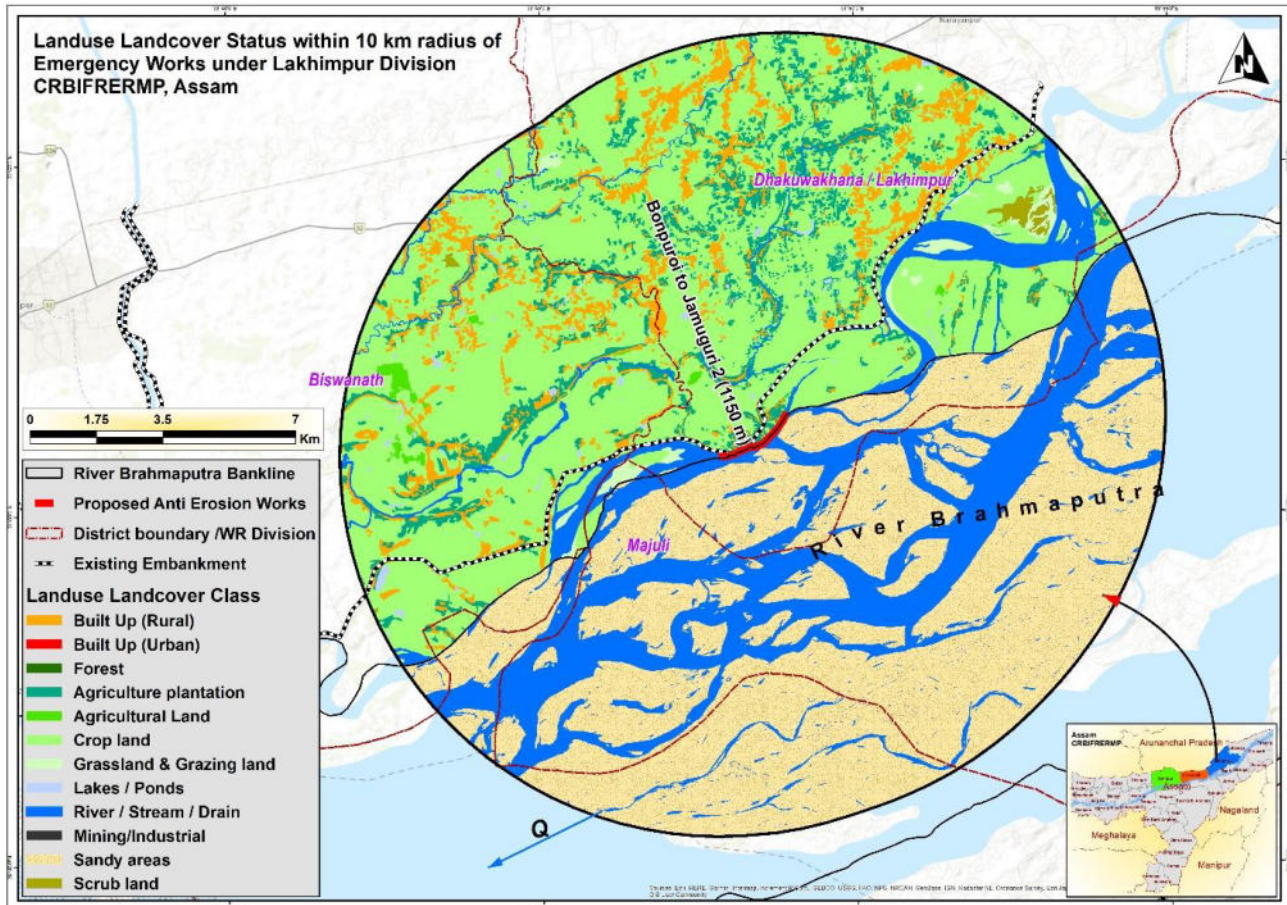 Landuse Landcover Status within 10 km radius of
Emergency Works under Lakhimpur Division
CRBIFRERMP, Assam
N
Dhakuwakhana / Lakhimpur
Bonpuroi to Jamuguri 2 (1150 m)
Biswanath
Majuli
River Brahmaputra
Q
0 1.75 3.5 7
Km
River Brahmaputra Bankline
Proposed Anti Erosion Works
District boundary /WR Division
Existing Embankment
Landuse Landcover Class
Built Up (Rural)
Built Up (Urban)
Forest
Agriculture plantation
Agricultural Land
Crop land
Grassland & Grazing land
Lakes / Ponds
River / Stream / Drain
Mining/Industrial
Sandy areas
Scrub land
Assam
CRBIFRERMP
Arunanchal Pradesh
Assam
Nagaland
Meghalaya
Manipur